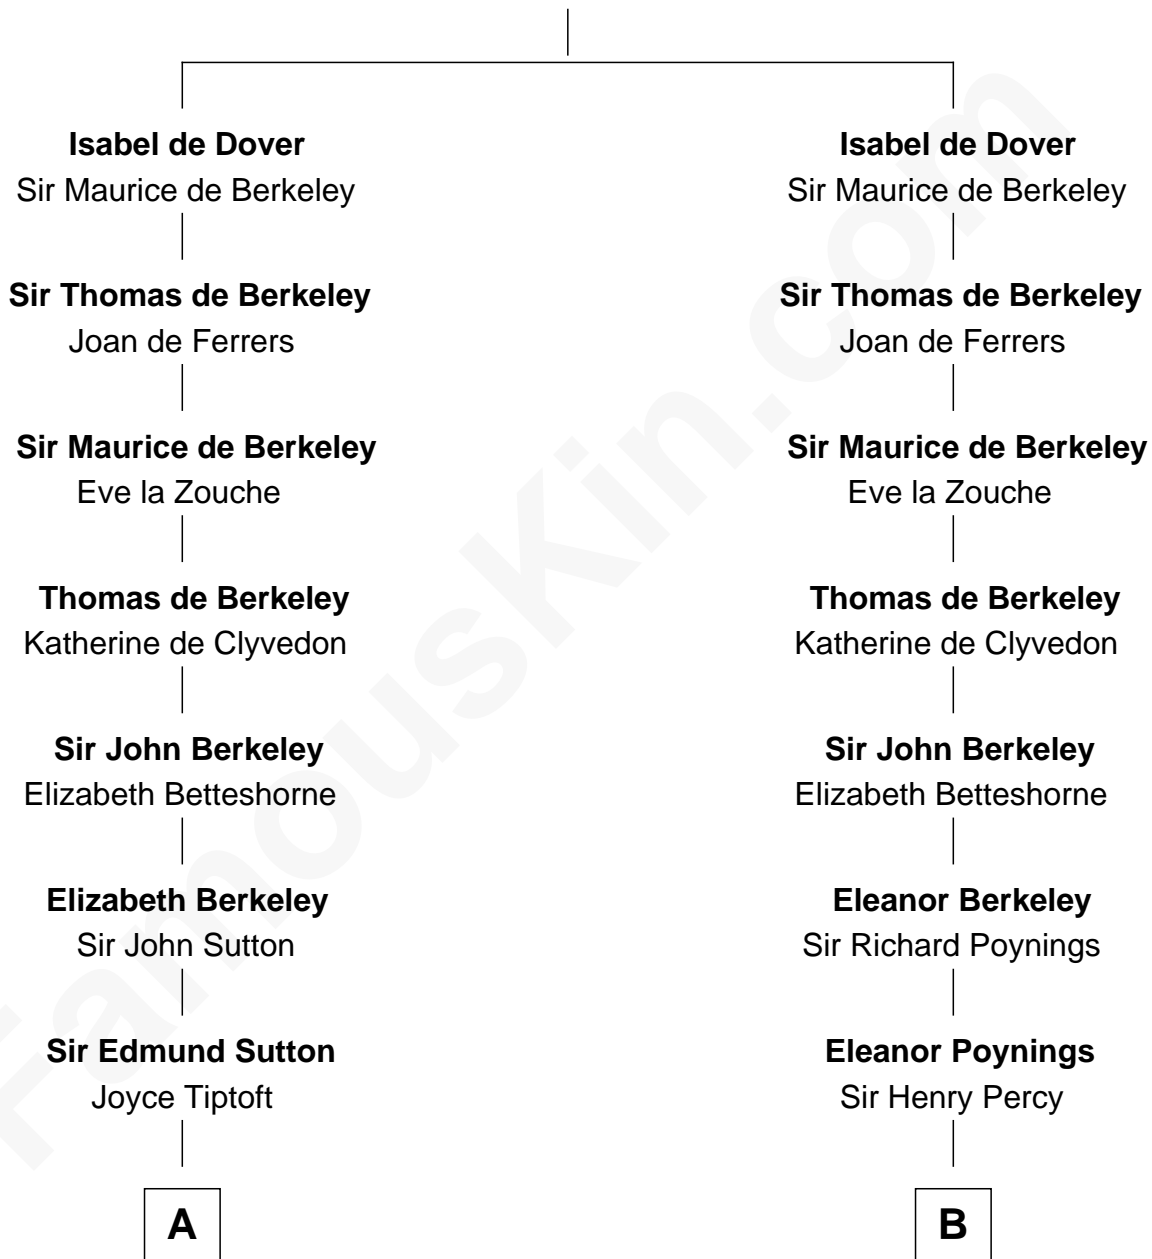 Isabel de Dover
Sir Maurice de Berkeley
Sir Thomas de Berkeley
Joan de Ferrers
Sir Maurice de Berkeley
Eve la Zouche
Thomas de Berkeley
Katherine de Clyvedon
Sir John Berkeley
Elizabeth Betteshorne
Elizabeth Berkeley
Sir John Sutton
Sir Edmund Sutton
Joyce Tiptoft
A
Isabel de Dover
Sir Maurice de Berkeley
Sir Thomas de Berkeley
Joan de Ferrers
Sir Maurice de Berkeley
Eve la Zouche
Thomas de Berkeley
Katherine de Clyvedon
Sir John Berkeley
Elizabeth Betteshorne
Eleanor Berkeley
Sir Richard Poynings
Eleanor Poynings
Sir Henry Percy
B
FamousKin.com